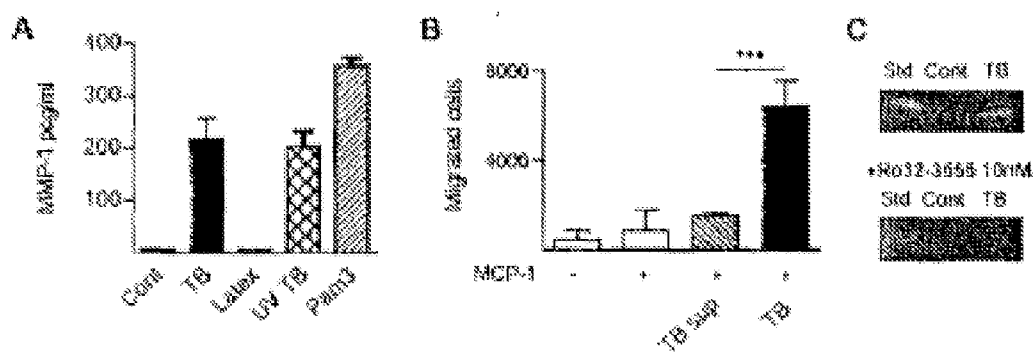 A
MMP-1 pcg/ml
400
300
200
100
Cont
TB
Latex
UV TB
Pam3
B
Migrated cells
8000
4000
***
MCP-1 - + + +
TB sup
TB
C
Std Cont TB
+Ro32-3555 10nM
Std Cont TB